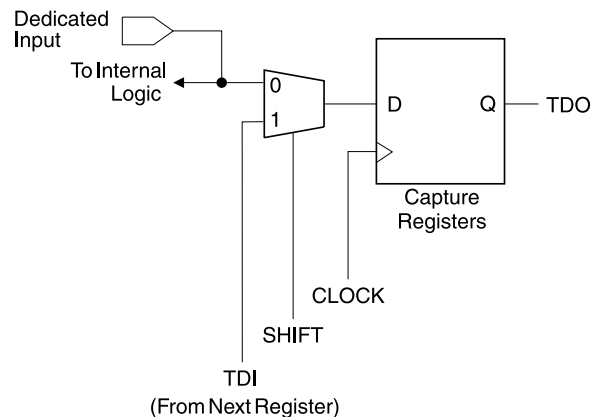 Dedicated
Input
To Internal
Logic
0
1
D
Q
TDO
Capture
Registers
CLOCK
SHIFT
TDI
(From Next Register)